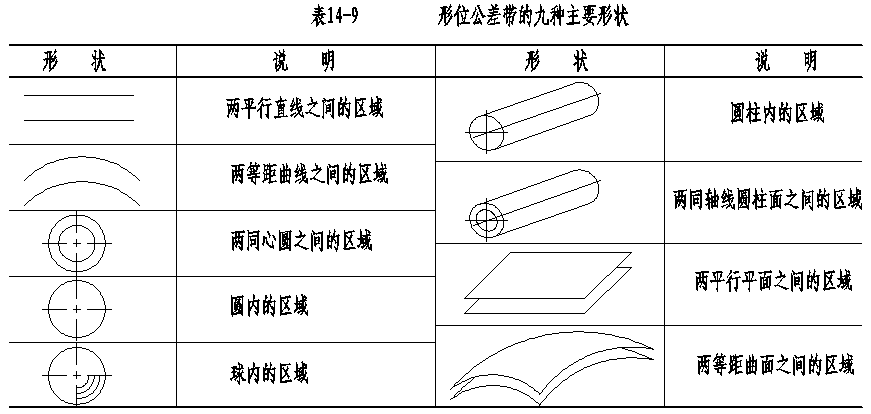 表14-9 形位公差带的九种主要形状
形 状 说 明 形 状 说 明
两平行直线之间的区域
两等距曲线之间的区域
两同心圆之间的区域
圆内的区域
球内的区域
圆柱内的区域
两同轴线圆柱面之间的区域
两平行平面之间的区域
两等距曲面之间的区域